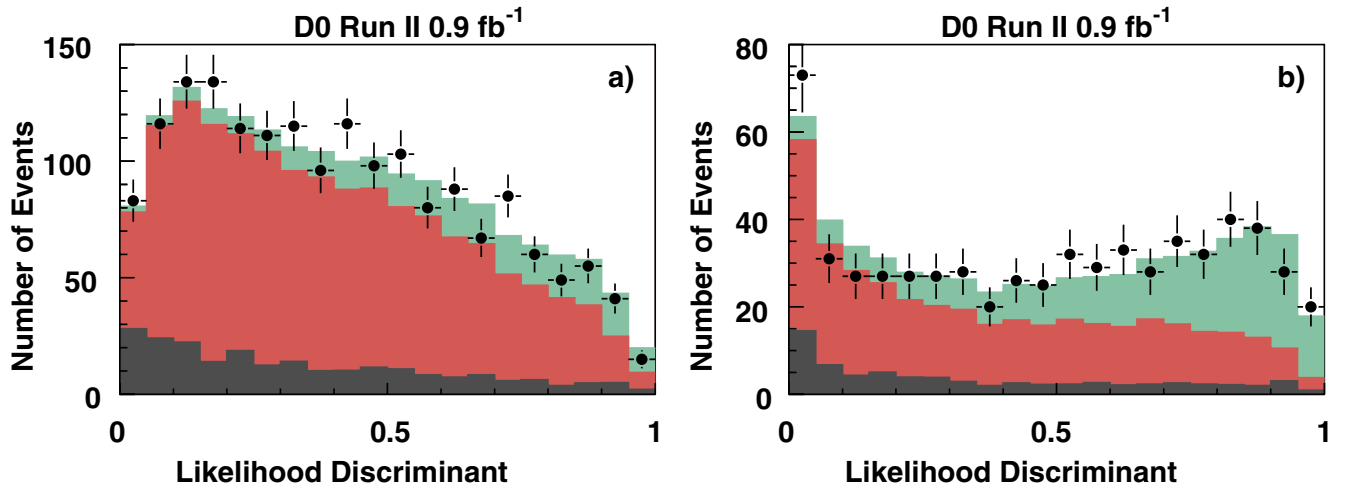 D0 Run II 0.9 fb⁻¹
a)
Number of Events
150
100
50
0
0
0.5
1
Likelihood Discriminant
D0 Run II 0.9 fb⁻¹
b)
Number of Events
80
60
40
20
0
0
0.5
1
Likelihood Discriminant